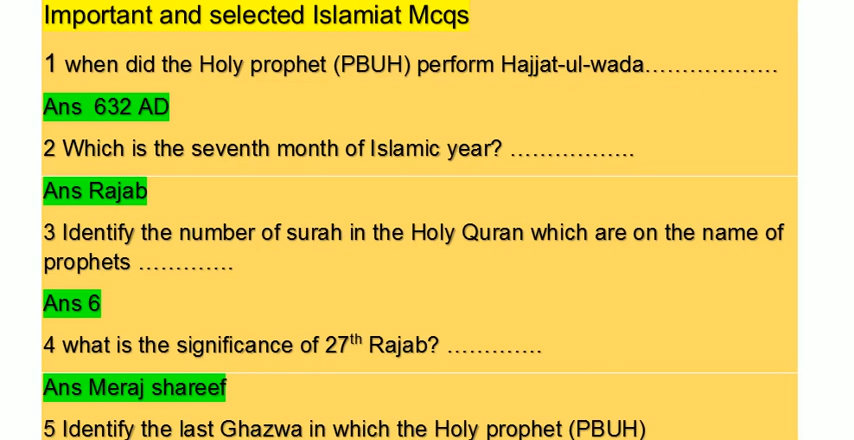 Important and selected Islamiat Mcqs
1 when did the Holy prophet (PBUH) perform Hajjat-ul-wada………………
Ans  632 AD
2 Which is the seventh month of Islamic year? ……………..
Ans Rajab
3 Identify the number of surah in the Holy Quran which are on the name of
prophets ………….
Ans 6
4 what is the significance of 27th Rajab? ………….
Ans Meraj shareef
5 Identify the last Ghazwa in which the Holy prophet (PBUH)